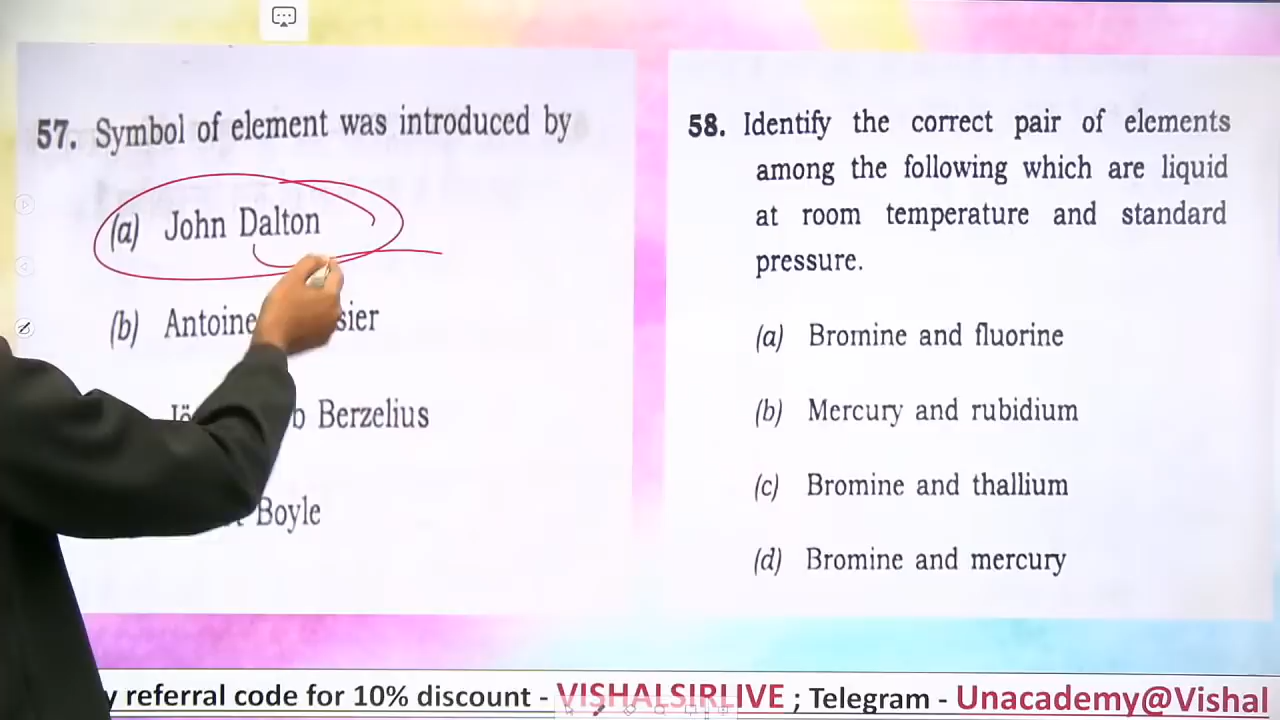 57. Symbol of element was introduced by
(a) John Dalton
(b) Antoine sier
b Berzelius
Boyle
58. Identify the correct pair of elements
among the following which are liquid
at room temperature and standard
pressure.
(a) Bromine and fluorine
(b) Mercury and rubidium
(c) Bromine and thallium
(d) Bromine and mercury
y referral code for 10% discount - VISHALSIRLIVE ; Telegram - Unacademy@Vishal